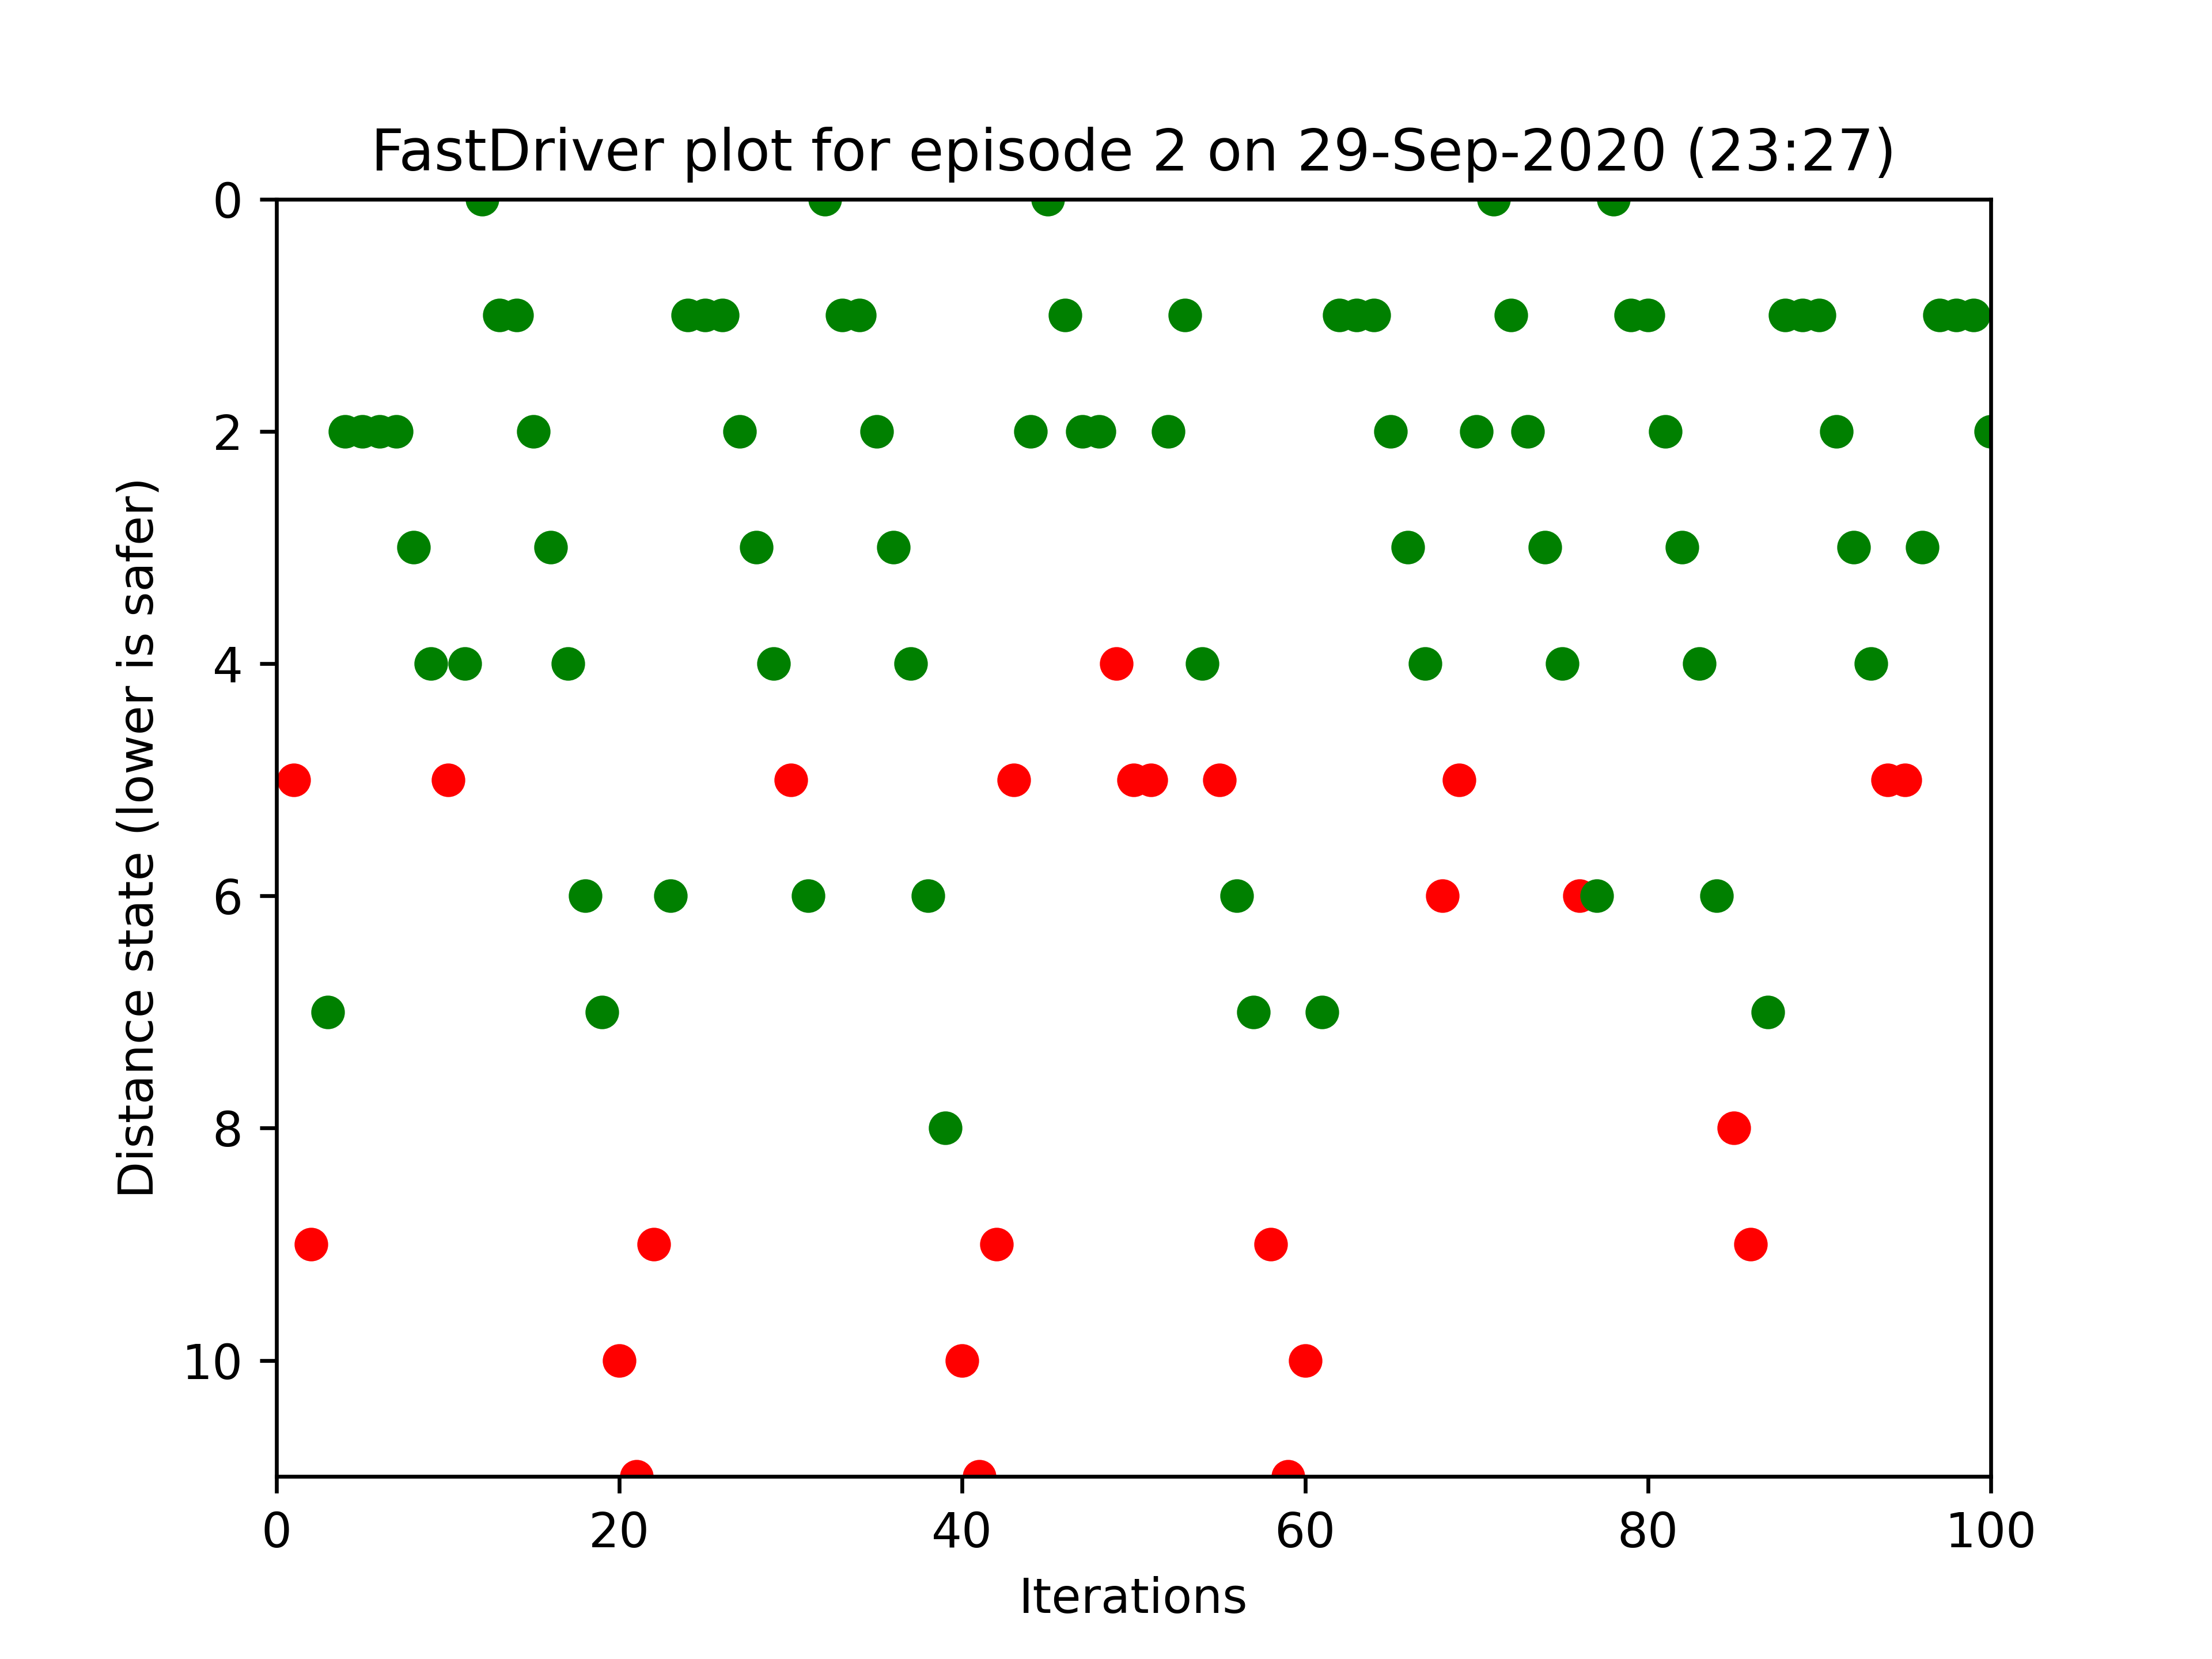 FastDriver plot for episode 2 on 29-Sep-2020 (23:27)
0
2
4
6
8
10
Distance state (lower is safer)
0 20 40 60 80 100
Iterations